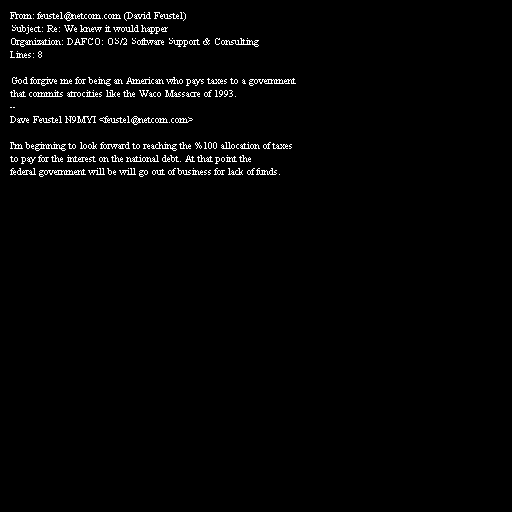 From: feustel@netcom.com (David Feustel)
Subject: Re: We knew it would happer
Organization: DAFCO: OS/2 Software Support & Consulting
Lines: 8

God forgive me for being an American who pays taxes to a government
that commits atrocities like the Waco Massacre of 1993.
--
Dave Feustel N9MYI <feustel@netcom.com>

I'm beginning to look forward to reaching the %100 allocation of taxes
to pay for the interest on the national debt. At that point the
federal government will be will go out of business for lack of funds.